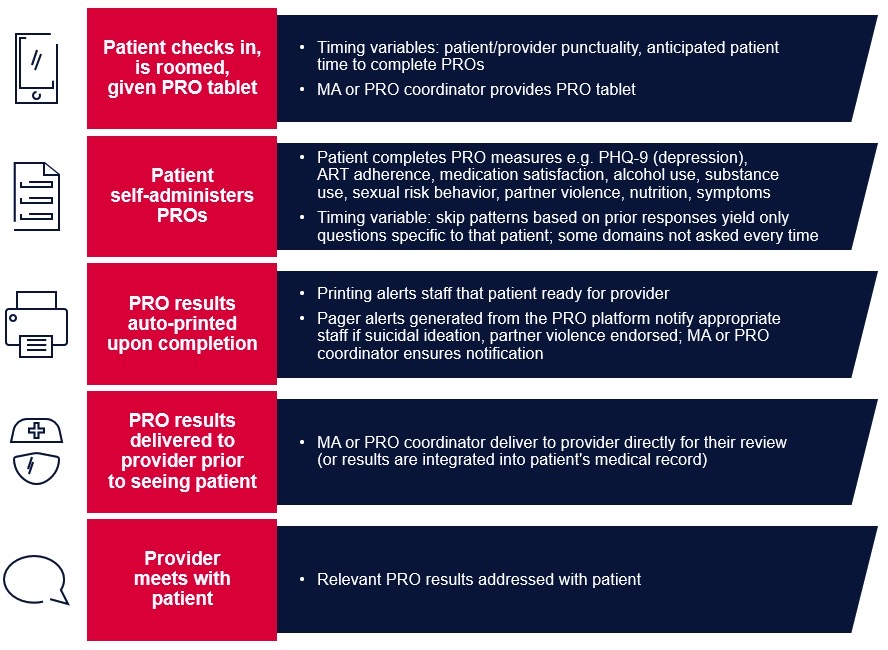 Patient checks in,
is roomed,
given PRO tablet
• Timing variables: patient/provider punctuality, anticipated patient
time to complete PROs
• MA or PRO coordinator provides PRO tablet
Patient
self-administers
PROs
• Patient completes PRO measures e.g. PHQ-9 (depression),
ART adherence, medication satisfaction, alcohol use, substance
use, sexual risk behavior, partner violence, nutrition, symptoms
• Timing variable: skip patterns based on prior responses yield only
questions specific to that patient; some domains not asked every time
PRO results
auto-printed
upon completion
• Printing alerts staff that patient ready for provider
• Pager alerts generated from the PRO platform notify appropriate
staff if suicidal ideation, partner violence endorsed; MA or PRO
coordinator ensures notification
PRO results
delivered to
provider prior
to seeing patient
• MA or PRO coordinator deliver to provider directly for their review
(or results are integrated into patient's medical record)
Provider
meets with
patient
• Relevant PRO results addressed with patient